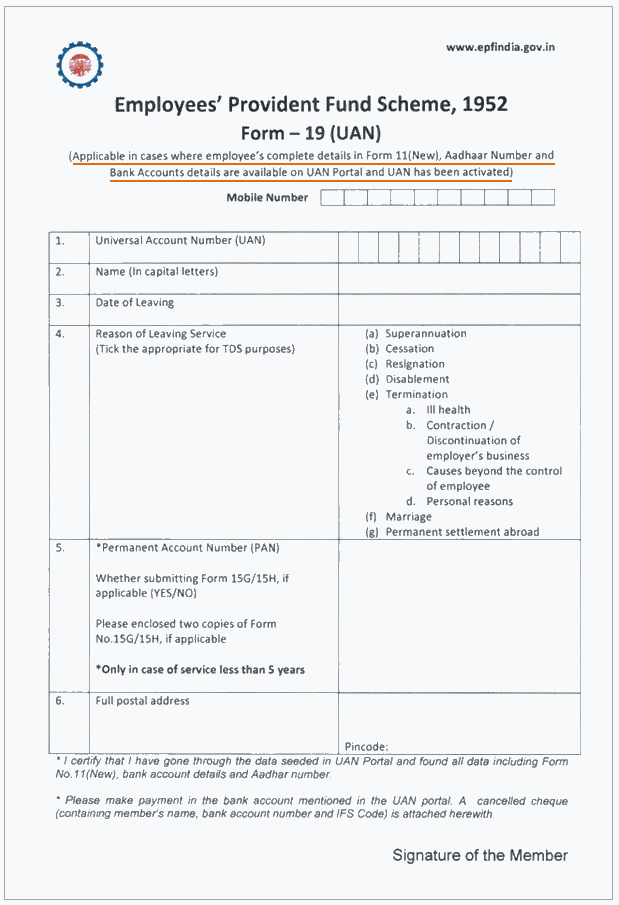 www.epfindia.gov.in
Employees' Provident Fund Scheme, 1952
Form – 19 (UAN)
(Applicable in cases where employee's complete details in Form 11(New), Aadhaar Number and
Bank Accounts details are available on UAN Portal and UAN has been activated)
Mobile Number
1. Universal Account Number (UAN)
2. Name (In capital letters)
3. Date of Leaving
4. Reason of Leaving Service
(Tick the appropriate for TDS purposes)
(a) Superannuation
(b) Cessation
(c) Resignation
(d) Disablement
(e) Termination
a. Ill health
b. Contraction /
Discontinuation of
employer's business
c. Causes beyond the control
of employee
d. Personal reasons
(f) Marriage
(g) Permanent settlement abroad
5. *Permanent Account Number (PAN)
Whether submitting Form 15G/15H, if
applicable (YES/NO)
Please enclosed two copies of Form
No.15G/15H, if applicable
*Only in case of service less than 5 years
6. Full postal address
Pincode:
* I certify that I have gone through the data seeded in UAN Portal and found all data including Form
No.11(New), bank account details and Aadhar number.
* Please make payment in the bank account mentioned in the UAN portal. A cancelled cheque
(containing member's name, bank account number and IFS Code) is attached herewith.
Signature of the Member